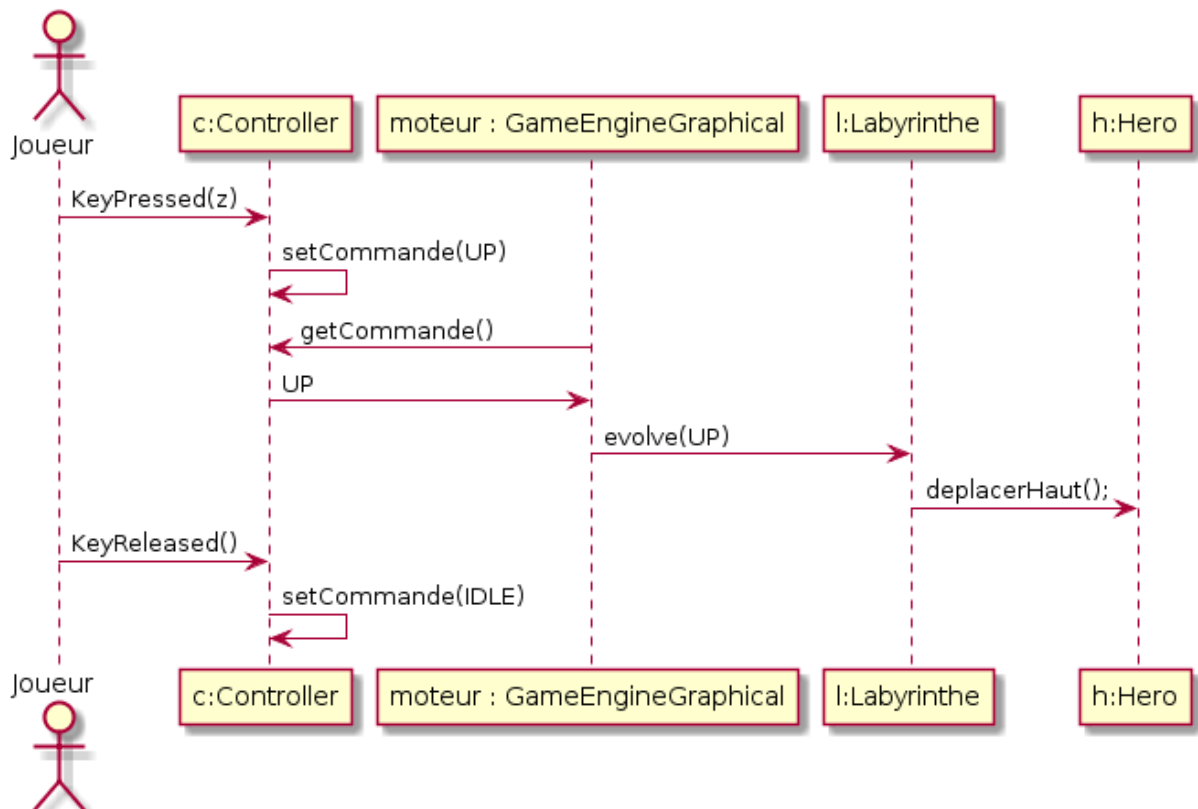 Joueur
c:Controller
moteur : GameEngineGraphical
l:Labyrinthe
h:Hero
KeyPressed(z)
setCommande(UP)
getCommande()
UP
evolve(UP)
deplacerHaut();
KeyReleased()
setCommande(IDLE)
Joueur
c:Controller
moteur : GameEngineGraphical
l:Labyrinthe
h:Hero